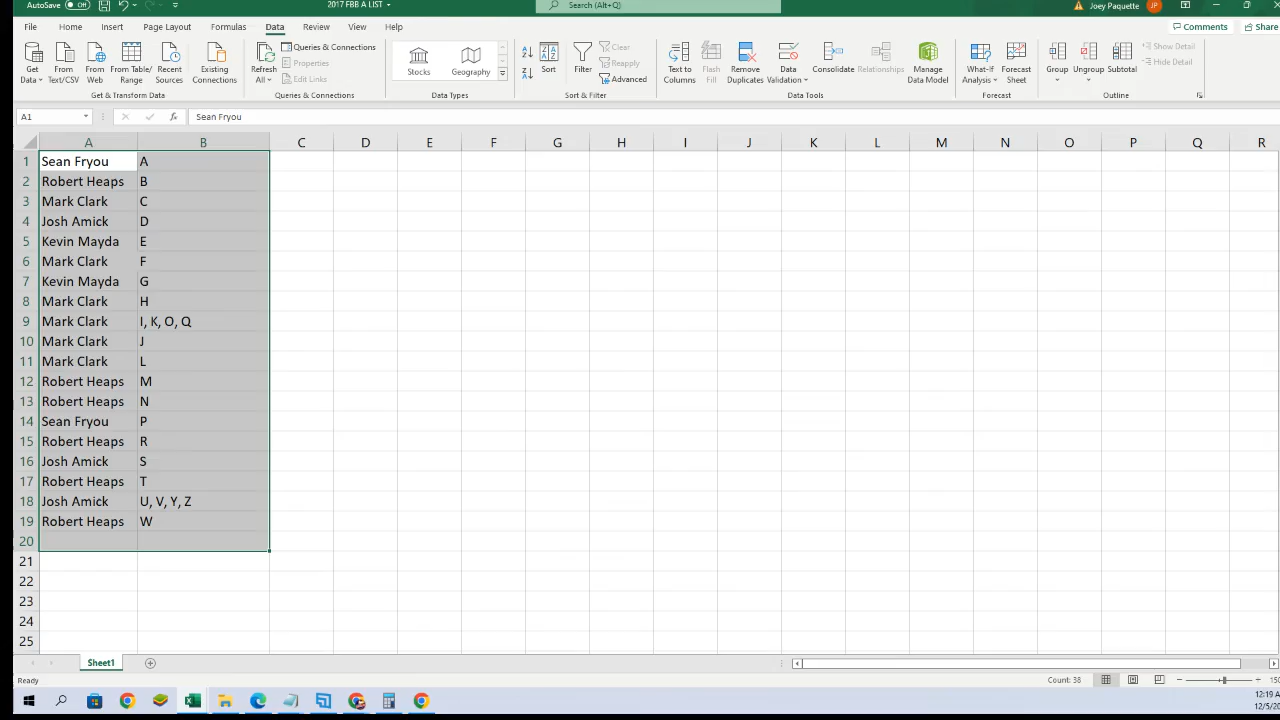 AutoSave Off 2017 FBB A LIST Search (Alt+Q) Joey Paquette JP
File Home Insert Page Layout Formulas Data Review View Help Comments Share
Get Data From Text/CSV From Web From Table/Range Recent Sources Existing Connections
Get & Transform Data
Refresh All Queries & Connections Properties Edit Links
Queries & Connections
Stocks Geography
Data Types
Sort Filter Clear Reapply Advanced
Sort & Filter
Text to Columns Flash Fill Remove Duplicates Data Validation Consolidate Relationships Manage Data Model
Data Tools
What-If Analysis Forecast Sheet
Forecast
Group Ungroup Subtotal Show Detail Hide Detail
Outline
A1 fx Sean Fryou
A B C D E F G H I J K L M N O P Q R
1 Sean Fryou A
2 Robert Heaps B
3 Mark Clark C
4 Josh Amick D
5 Kevin Mayda E
6 Mark Clark F
7 Kevin Mayda G
8 Mark Clark H
9 Mark Clark I, K, O, Q
10 Mark Clark J
11 Mark Clark L
12 Robert Heaps M
13 Robert Heaps N
14 Sean Fryou P
15 Robert Heaps R
16 Josh Amick S
17 Robert Heaps T
18 Josh Amick U, V, Y, Z
19 Robert Heaps W
20
21
22
23
24
25
Sheet1
Ready Count: 38
12:19
12/5/20